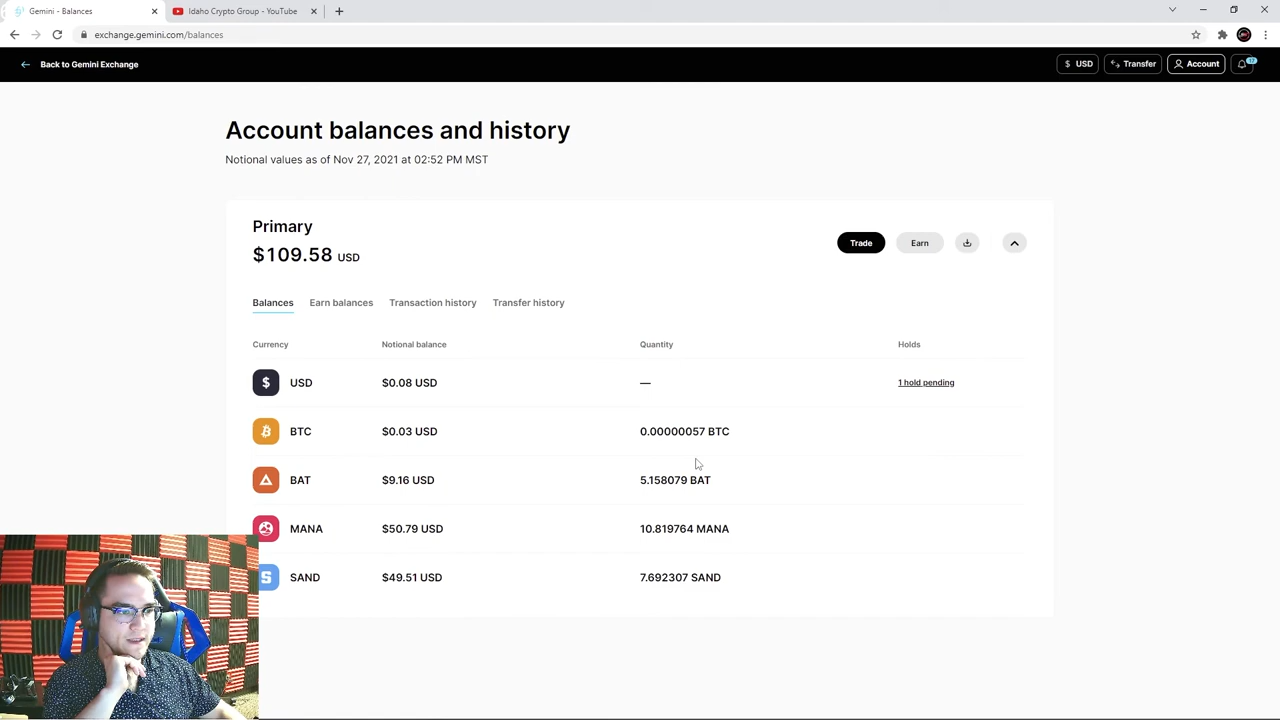 Gemini - Balances
Idaho Crypto Group - YouTube
exchange.gemini.com/balances
Back to Gemini Exchange
$ USD
Transfer
Account
17
Account balances and history
Notional values as of Nov 27, 2021 at 02:52 PM MST
Primary
$109.58 USD
Trade
Earn
Balances Earn balances Transaction history Transfer history
Currency Notional balance Quantity Holds
$ USD $0.08 USD — 1 hold pending
BTC $0.03 USD 0.00000057 BTC
BAT $9.16 USD 5.158079 BAT
MANA $50.79 USD 10.819764 MANA
S SAND $49.51 USD 7.692307 SAND